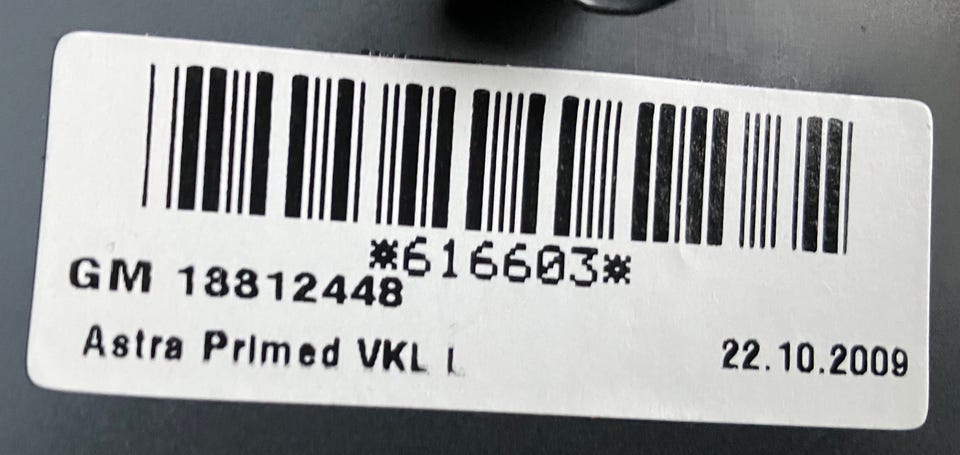 *616603*
GM 18812448
Astra Primed VKL L
22.10.2009